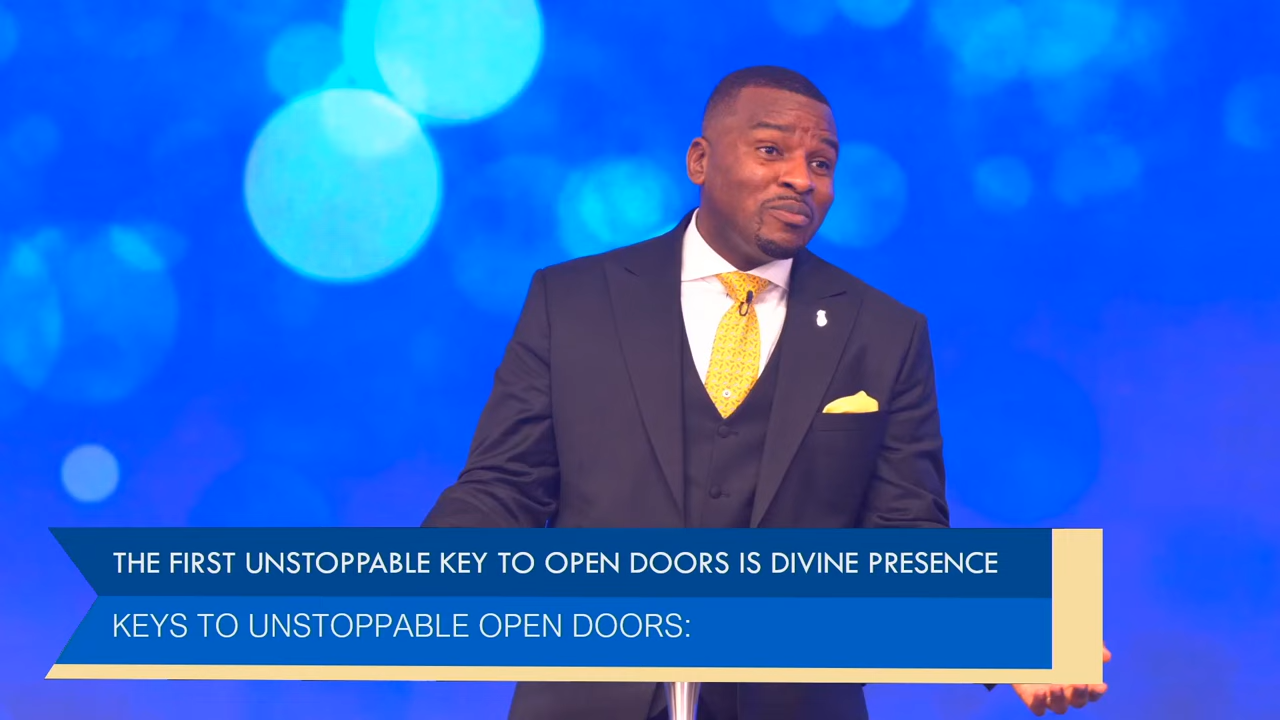 THE FIRST UNSTOPPABLE KEY TO OPEN DOORS IS DIVINE PRESENCE
KEYS TO UNSTOPPABLE OPEN DOORS: